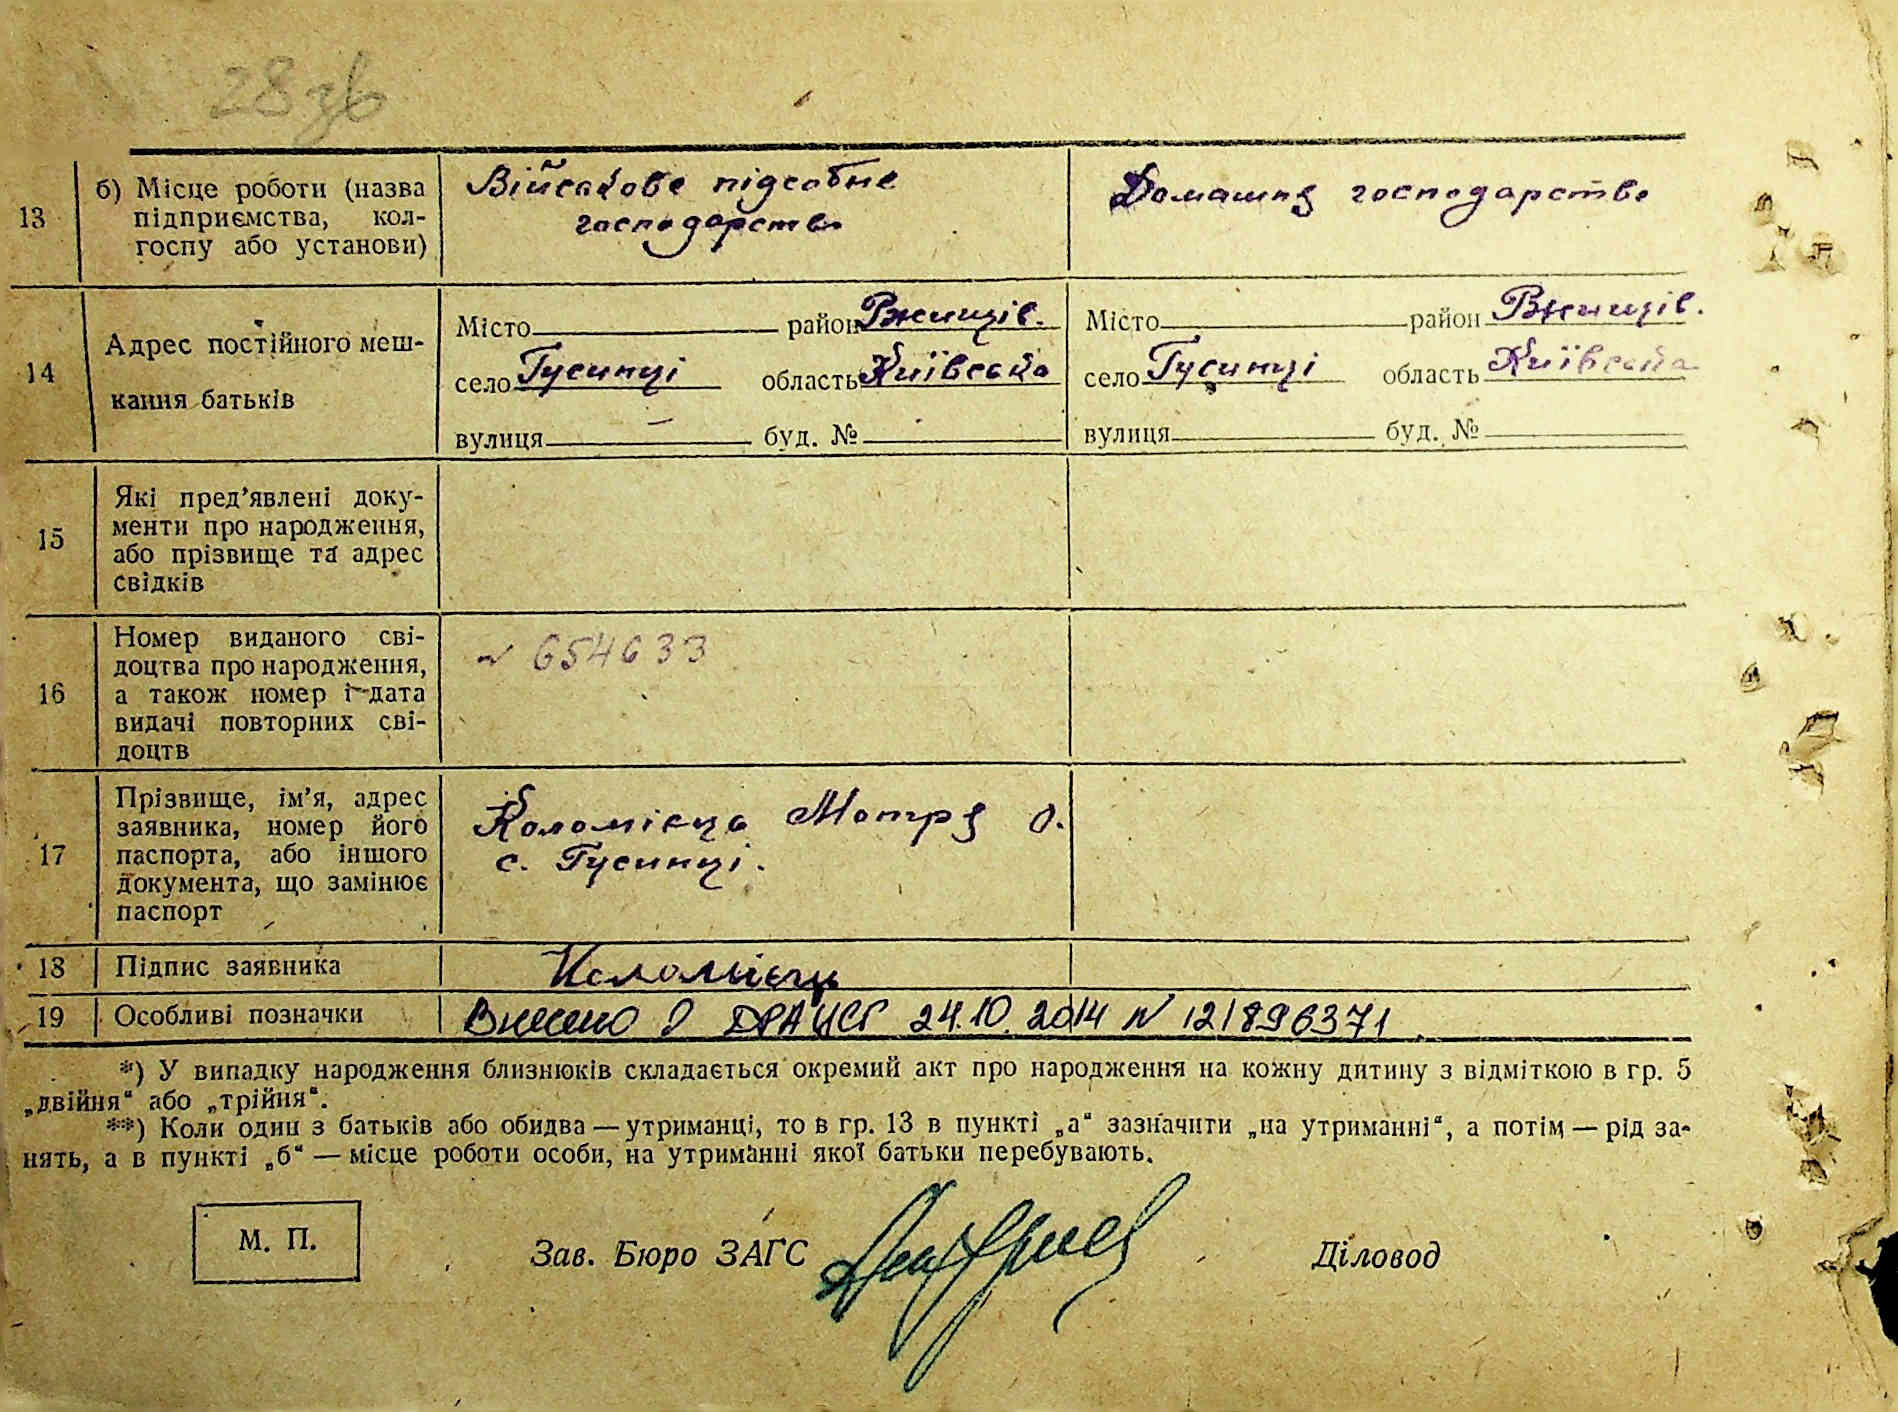 28 зв
13
б) Місце роботи (назва
підприємства, кол-
госпу або установи)
Військове підсобне
господарство
Домашнє господарство
14
Адрес постійного меш-
кання батьків
Місто район Ржищів.
село Гусинці область Київська
вулиця буд. №
Місто район Ржищів.
село Гусинці область Київська
вулиця буд. №
15
Які пред’явлені доку-
менти про народження,
або прізвище та адрес
свідків
16
Номер виданого сві-
доцтва про народження,
а також номер і дата
видачі повторних сві-
доцтв
N 654633
17
Прізвище, ім’я, адрес
заявника, номер його
паспорта, або іншого
документа, що замінює
паспорт
Коломієць Мотря О.
с. Гусинці.
18 Підпис заявника Коломієць
19 Особливі позначки Внесено в ДРАЦСГ 24.10.2014 N 121896371
*) У випадку народження близнюків складається окремий акт про народження на кожну дитину з відміткою в гр. 5
„двійня“ або „трійня“.
**) Коли один з батьків або обидва — утриманці, то в гр. 13 в пункті „а“ зазначити „на утриманні“, а потім — рід за-
нять, а в пункті „б“ — місце роботи особи, на утриманні якої батьки перебувають.
М. П.
Зав. Бюро ЗАГС
Діловод